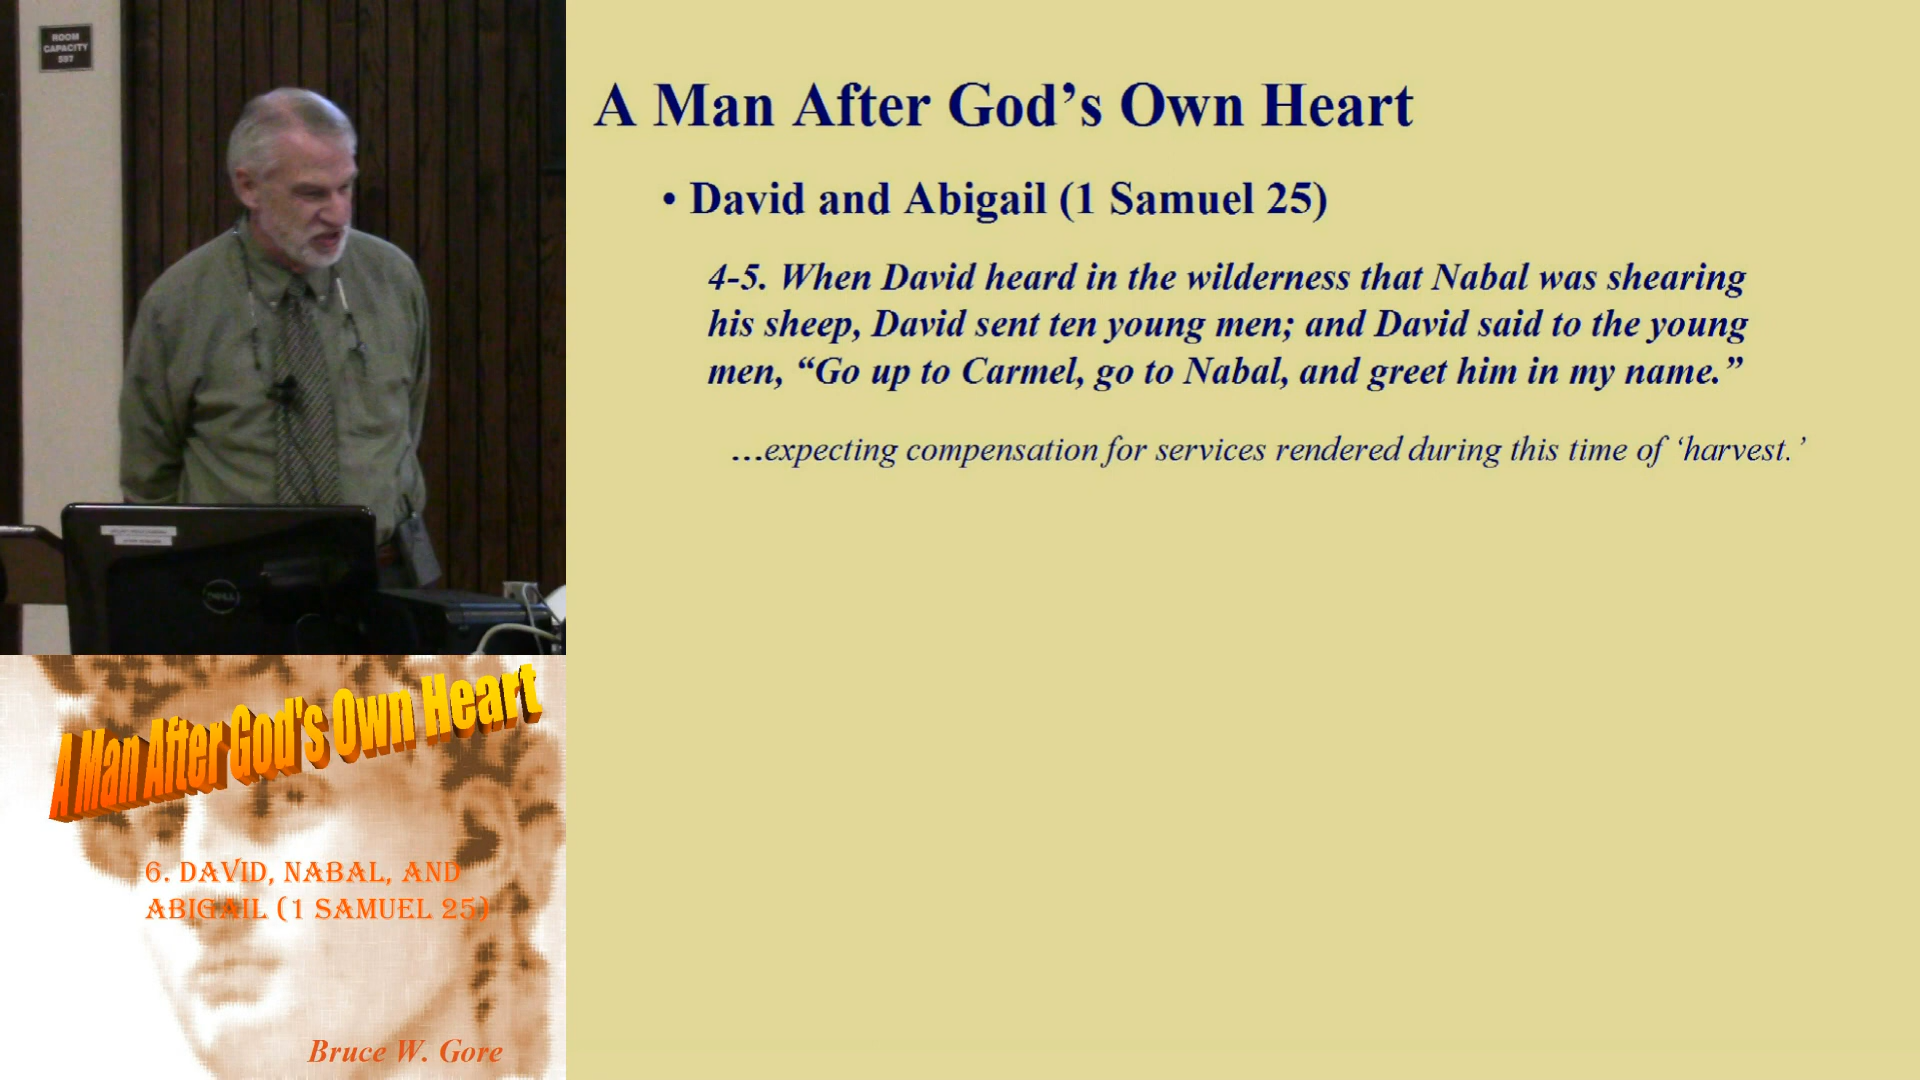 ROOM
CAPACITY
597
A Man After God’s Own Heart
• David and Abigail (1 Samuel 25)
4-5. When David heard in the wilderness that Nabal was shearing
his sheep, David sent ten young men; and David said to the young
men, “Go up to Carmel, go to Nabal, and greet him in my name.”
…expecting compensation for services rendered during this time of ‘harvest.’
DELL
A Man After God's Own Heart
6. DAVID, NABAL, AND
ABIGAIL (1 SAMUEL 25)
Bruce W. Gore